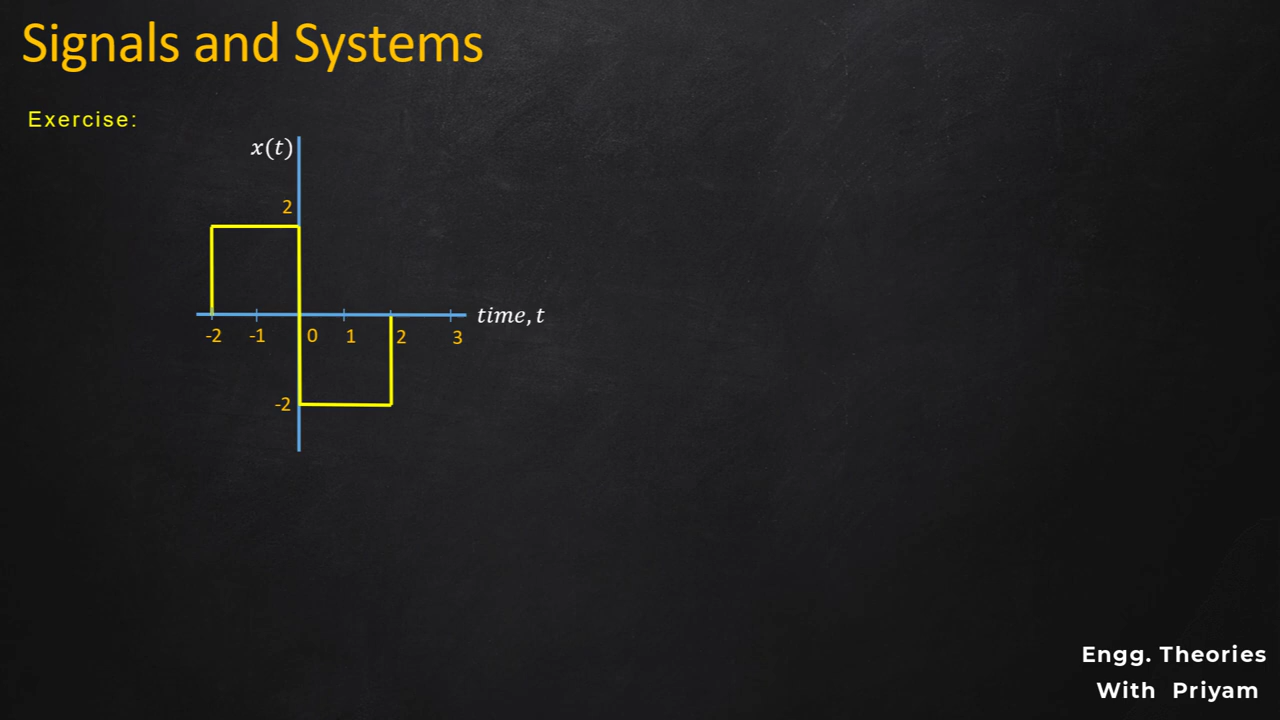 Signals and Systems
Exercise:
x(t)
2
time, t
-2 -1 0 1 2 3
-2
Engg. Theories
With Priyam